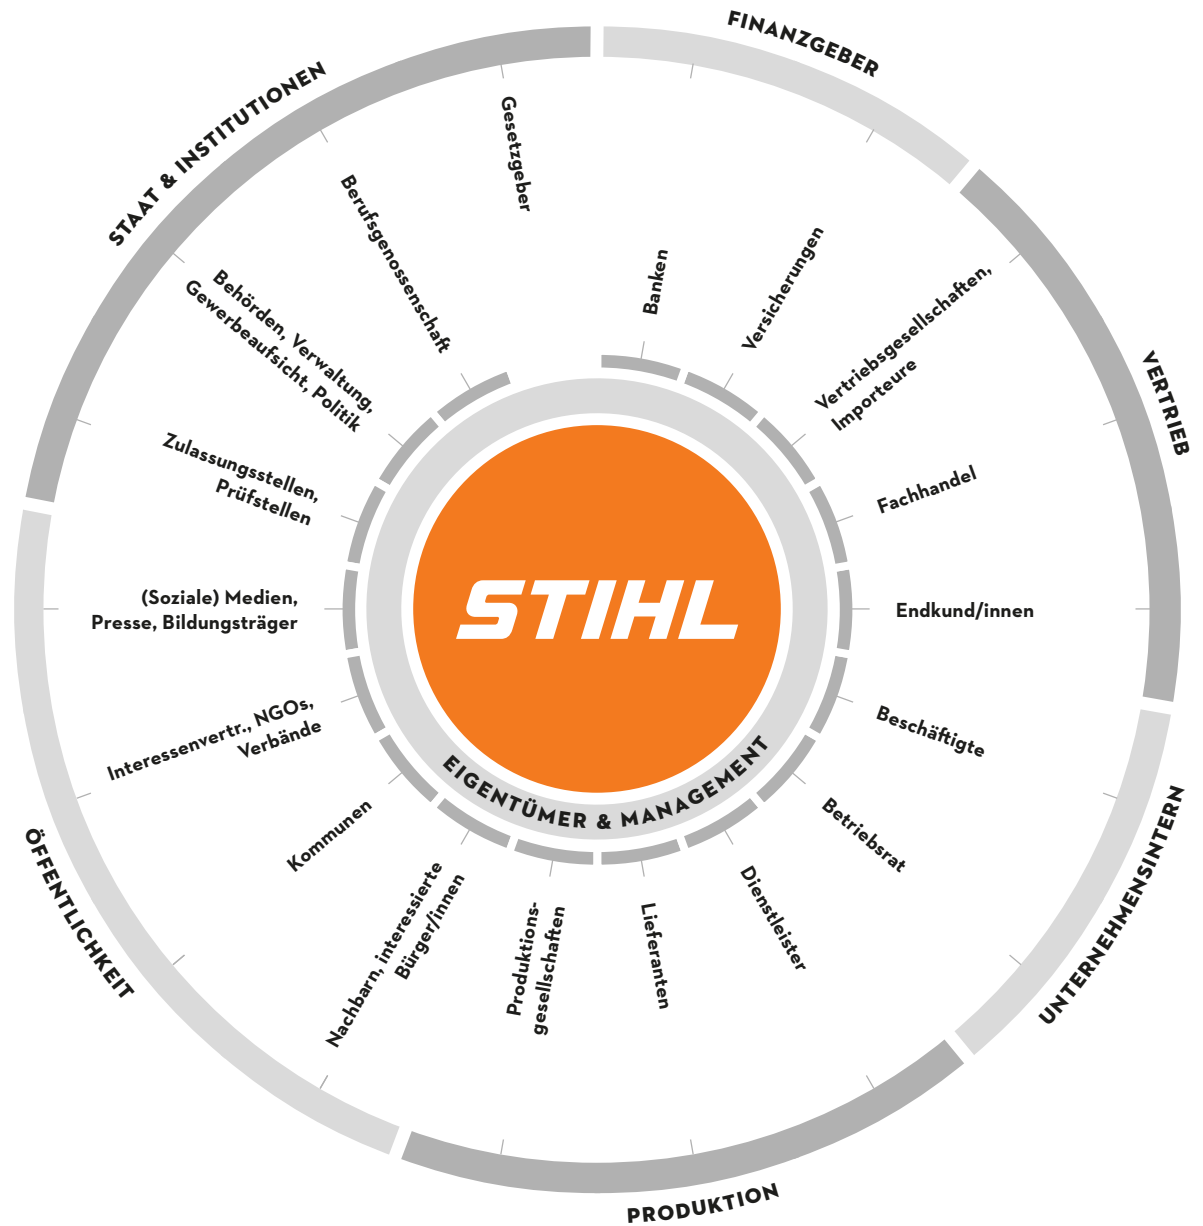 FINANZGEBER
Banken
Versicherungen
VERTRIEB
Vertriebsgesellschaften,
Importeure
Fachhandel
Endkund/innen
UNTERNEHMENSINTERN
Beschäftigte
Betriebsrat
PRODUKTION
Dienstleister
Lieferanten
Produktions-
gesellschaften
ÖFFENTLICHKEIT
Nachbarn, interessierte
Bürger/innen
Kommunen
Interessenvertr., NGOs,
Verbände
(Soziale) Medien,
Presse, Bildungsträger
STAAT & INSTITUTIONEN
Zulassungsstellen,
Prüfstellen
Behörden, Verwaltung,
Gewerbeaufsicht, Politik
Berufsgenossenschaft
Gesetzgeber
STIHL
EIGENTÜMER & MANAGEMENT